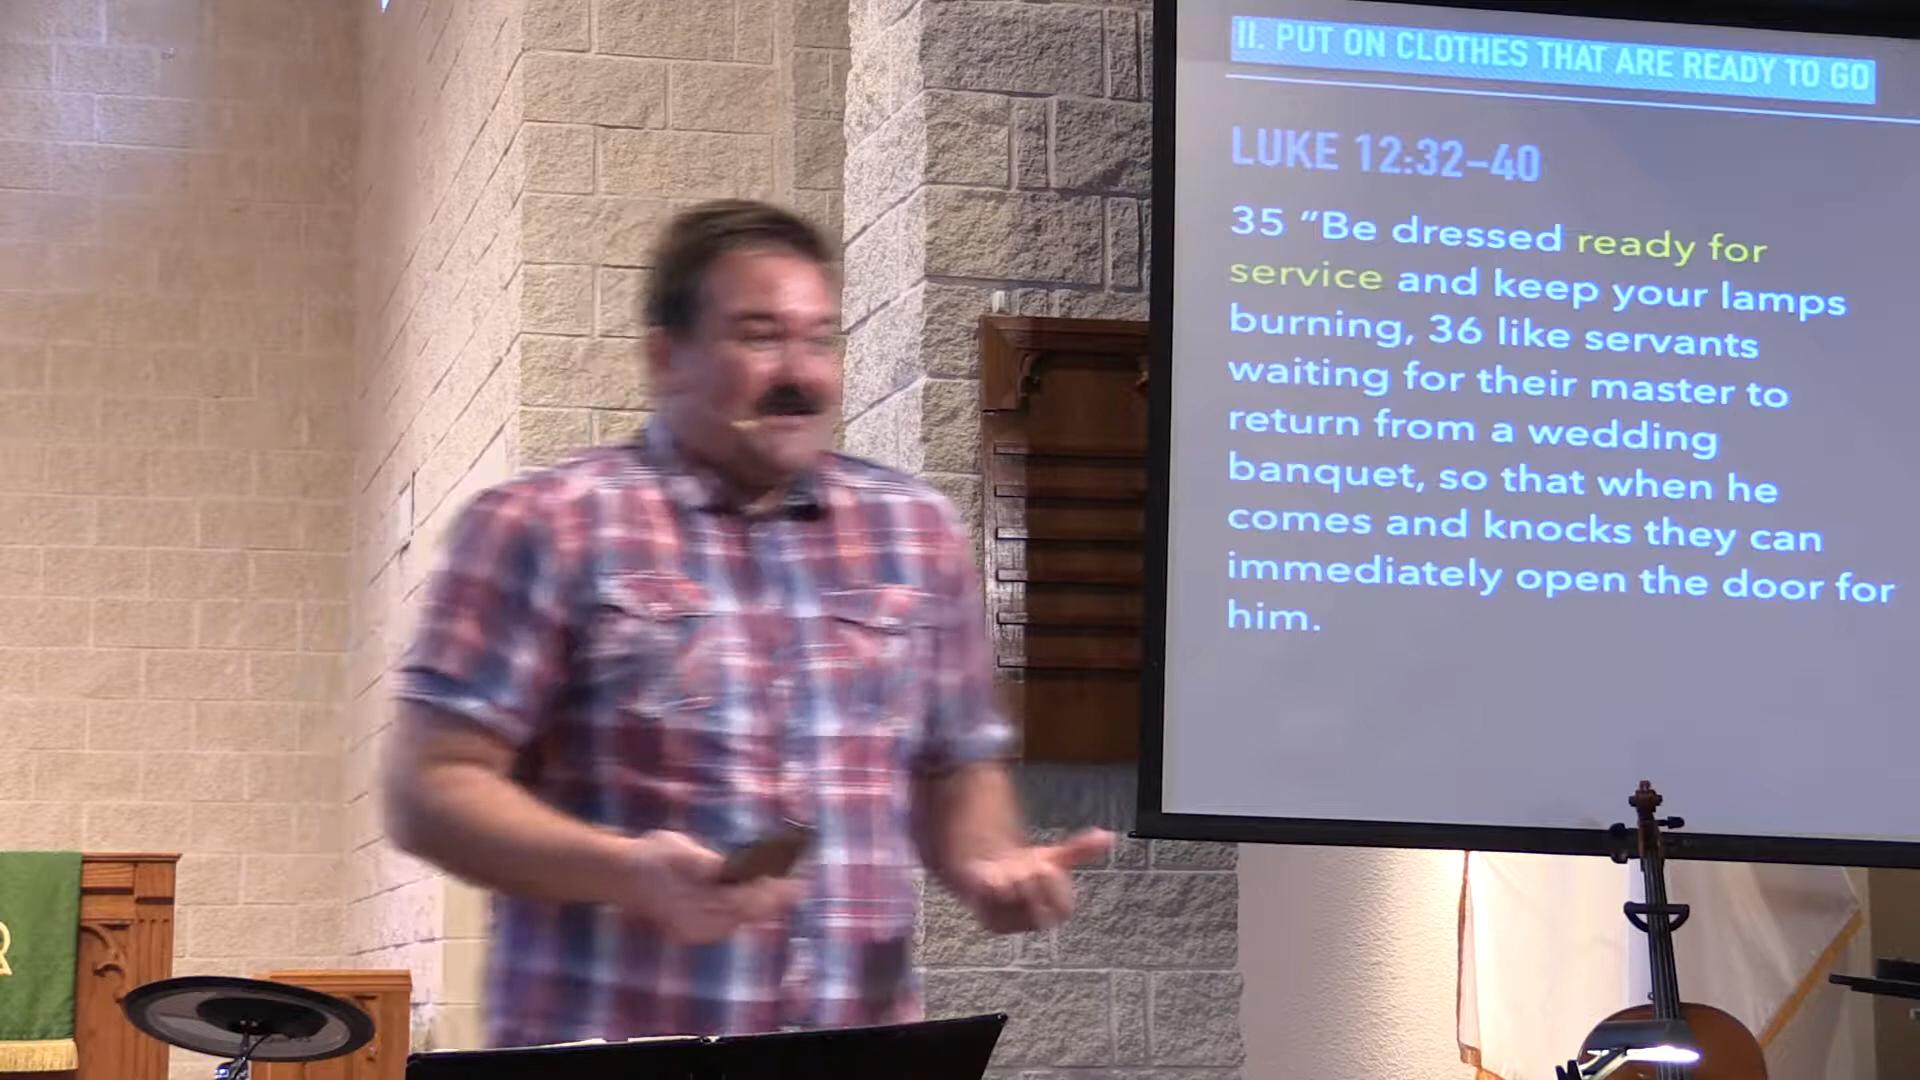 II. PUT ON CLOTHES THAT ARE READY TO GO
LUKE 12:32–40
35 “Be dressed ready for
service and keep your lamps
burning, 36 like servants
waiting for their master to
return from a wedding
banquet, so that when he
comes and knocks they can
immediately open the door for
him.